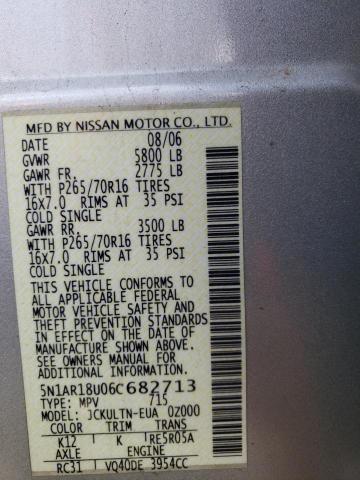 MFD BY NISSAN MOTOR CO., LTD.
DATE 08/06
GVWR 5800 LB
GAWR FR. 2775 LB
WITH P265/70R16 TIRES
16X7.0 RIMS AT 35 PSI
COLD SINGLE
GAWR RR. 3500 LB
WITH P265/70R16 TIRES
16X7.0 RIMS AT 35 PSI
COLD SINGLE
THIS VEHICLE CONFORMS TO
ALL APPLICABLE FEDERAL
MOTOR VEHICLE SAFETY AND
THEFT PREVENTION STANDARDS
IN EFFECT ON THE DATE OF
MANUFACTURE SHOWN ABOVE.
SEE OWNERS MANUAL FOR
ADDITIONAL INFORMATION
5N1AR18U06C682713
TYPE: MPV 715
MODEL: JCKULTN-EUA 0Z000
COLOR TRIM TRANS
K12 K RE5R05A
AXLE ENGINE
RC31 VQ40DE 3954CC